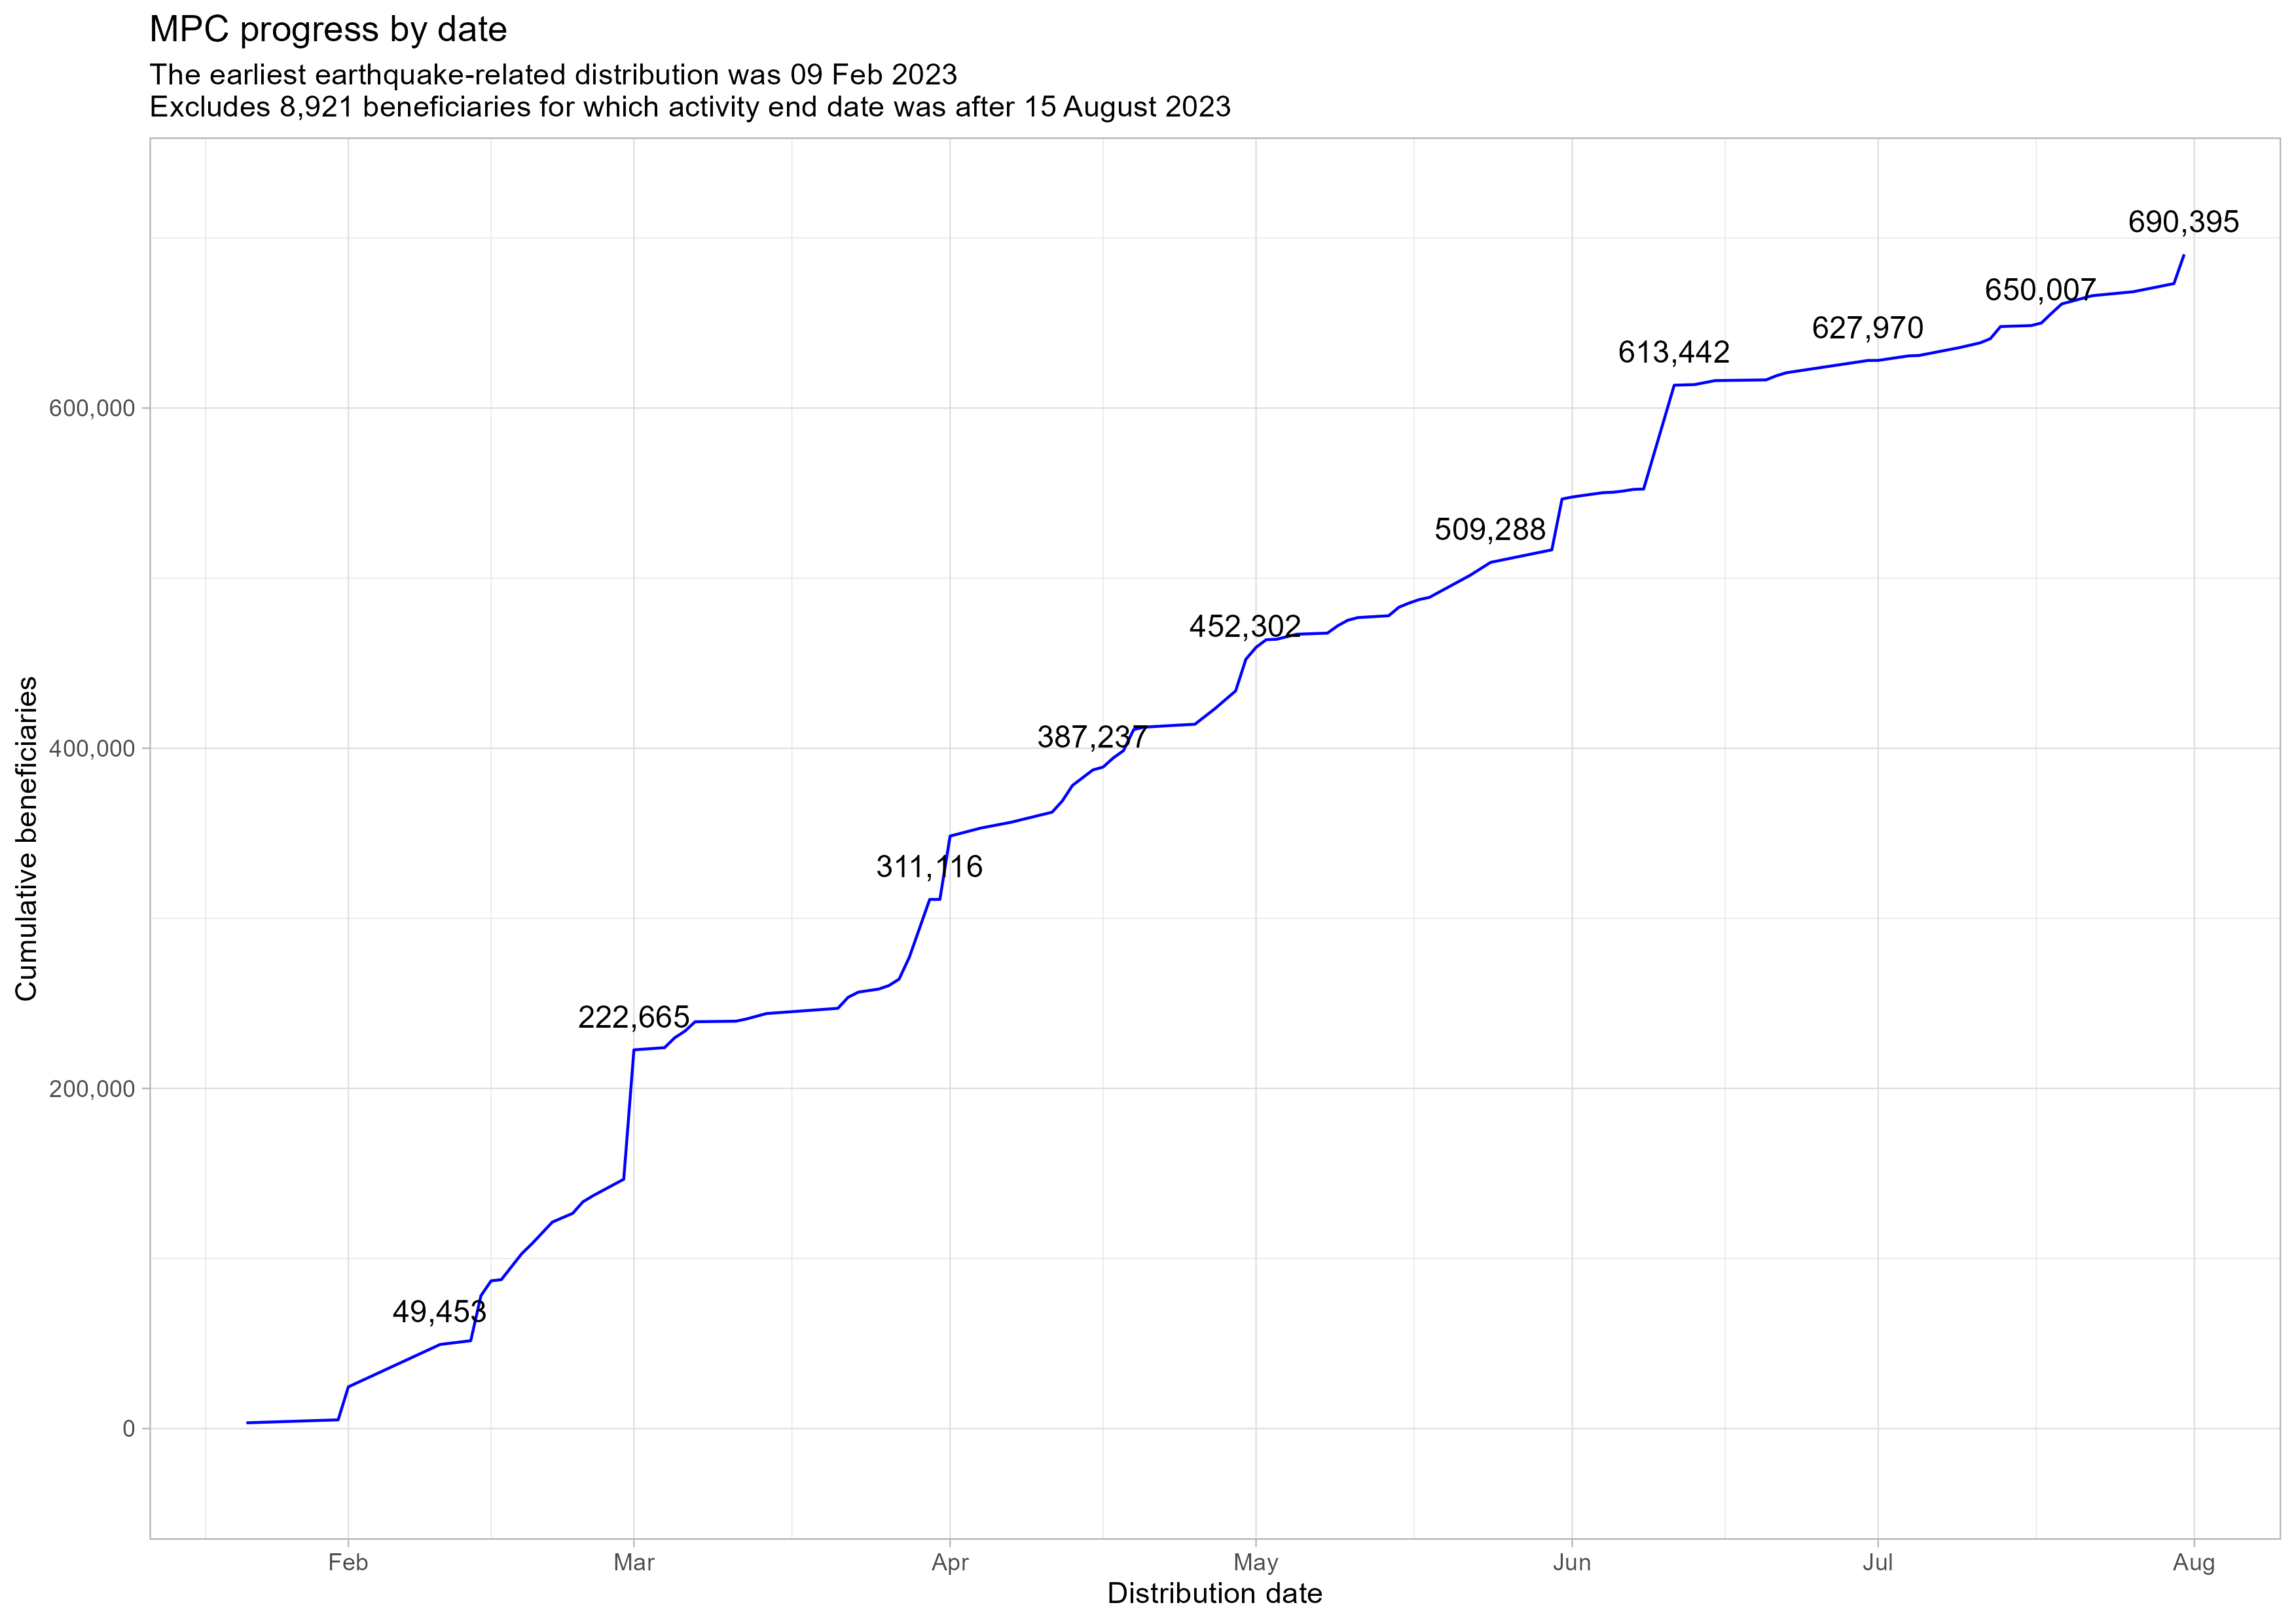 MPC progress by date
The earliest earthquake-related distribution was 09 Feb 2023
Excludes 8,921 beneficiaries for which activity end date was after 15 August 2023
690,395
650,007
627,970
613,442
600,000
509,288
452,302
387,237
400,000
311,116
222,665
200,000
49,453
0
Cumulative beneficiaries
Feb Mar Apr May Jun Jul Aug
Distribution date